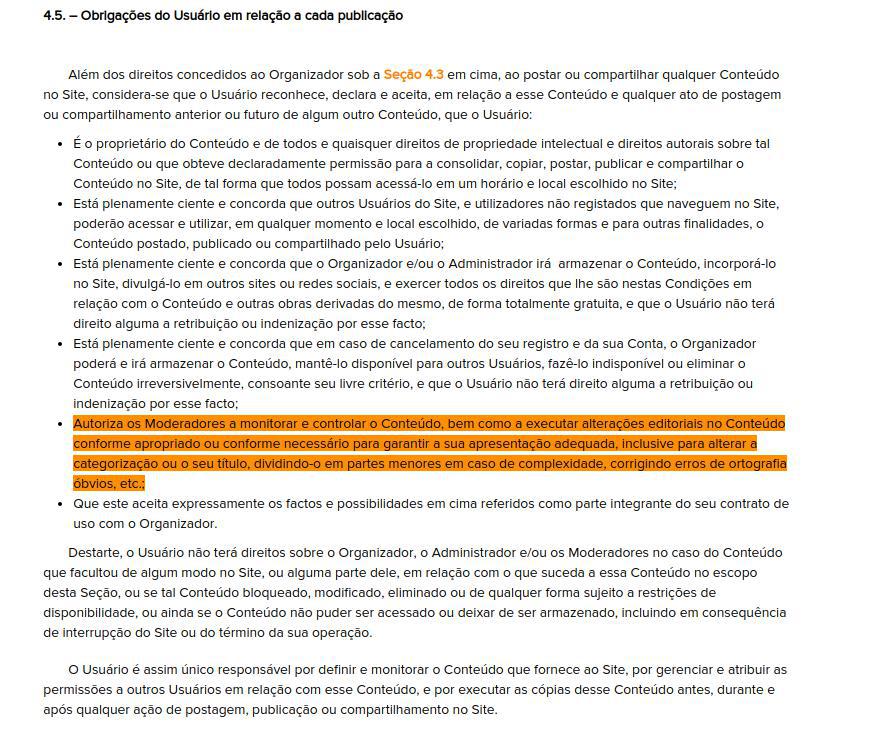 4.5. – Obrigações do Usuário em relação a cada publicação
Além dos direitos concedidos ao Organizador sob a Seção 4.3 em cima, ao postar ou compartilhar qualquer Conteúdo
no Site, considera-se que o Usuário reconhece, declara e aceita, em relação a esse Conteúdo e qualquer ato de postagem
ou compartilhamento anterior ou futuro de algum outro Conteúdo, que o Usuário:
• É o proprietário do Conteúdo e de todos e quaisquer direitos de propriedade intelectual e direitos autorais sobre tal
Conteúdo ou que obteve declaradamente permissão para a consolidar, copiar, postar, publicar e compartilhar o
Conteúdo no Site, de tal forma que todos possam acessá-lo em um horário e local escolhido no Site;
• Está plenamente ciente e concorda que outros Usuários do Site, e utilizadores não registados que naveguem no Site,
poderão acessar e utilizar, em qualquer momento e local escolhido, de variadas formas e para outras finalidades, o
Conteúdo postado, publicado ou compartilhado pelo Usuário;
• Está plenamente ciente e concorda que o Organizador e/ou o Administrador irá armazenar o Conteúdo, incorporá-lo
no Site, divulgá-lo em outros sites ou redes sociais, e exercer todos os direitos que lhe são nestas Condições em
relação com o Conteúdo e outras obras derivadas do mesmo, de forma totalmente gratuita, e que o Usuário não terá
direito alguma a retribuição ou indenização por esse facto;
• Está plenamente ciente e concorda que em caso de cancelamento do seu registro e da sua Conta, o Organizador
poderá e irá armazenar o Conteúdo, mantê-lo disponível para outros Usuários, fazê-lo indisponível ou eliminar o
Conteúdo irreversivelmente, consoante seu livre critério, e que o Usuário não terá direito alguma a retribuição ou
indenização por esse facto;
• Autoriza os Moderadores a monitorar e controlar o Conteúdo, bem como a executar alterações editoriais no Conteúdo
conforme apropriado ou conforme necessário para garantir a sua apresentação adequada, inclusive para alterar a
categorização ou o seu título, dividindo-o em partes menores em caso de complexidade, corrigindo erros de ortografia
óbvios, etc.;
• Que este aceita expressamente os factos e possibilidades em cima referidos como parte integrante do seu contrato de
uso com o Organizador.
Destarte, o Usuário não terá direitos sobre o Organizador, o Administrador e/ou os Moderadores no caso do Conteúdo
que facultou de algum modo no Site, ou alguma parte dele, em relação com o que suceda a essa Conteúdo no escopo
desta Seção, ou se tal Conteúdo bloqueado, modificado, eliminado ou de qualquer forma sujeito a restrições de
disponibilidade, ou ainda se o Conteúdo não puder ser acessado ou deixar de ser armazenado, incluindo em consequência
de interrupção do Site ou do término da sua operação.
O Usuário é assim único responsável por definir e monitorar o Conteúdo que fornece ao Site, por gerenciar e atribuir as
permissões a outros Usuários em relação com esse Conteúdo, e por executar as cópias desse Conteúdo antes, durante e
após qualquer ação de postagem, publicação ou compartilhamento no Site.